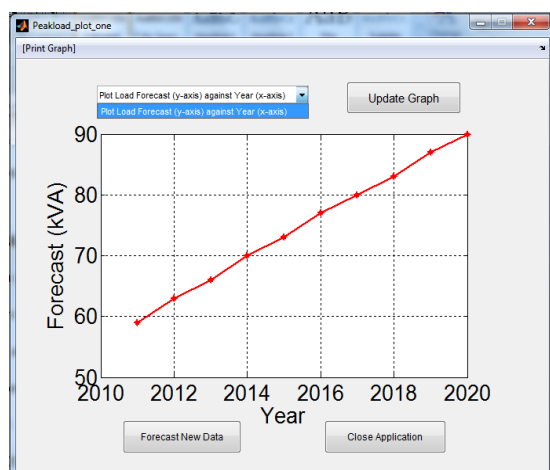 Peakload_plot_one
[Print Graph]
Plot Load Forecast (y-axis) against Year (x-axis)
Update Graph
Plot Load Forecast (y-axis) against Year (x-axis)
90
80
70
60
50
Forecast (kVA)
2010 2012 2014 2016 2018 2020
Year
Forecast New Data
Close Application